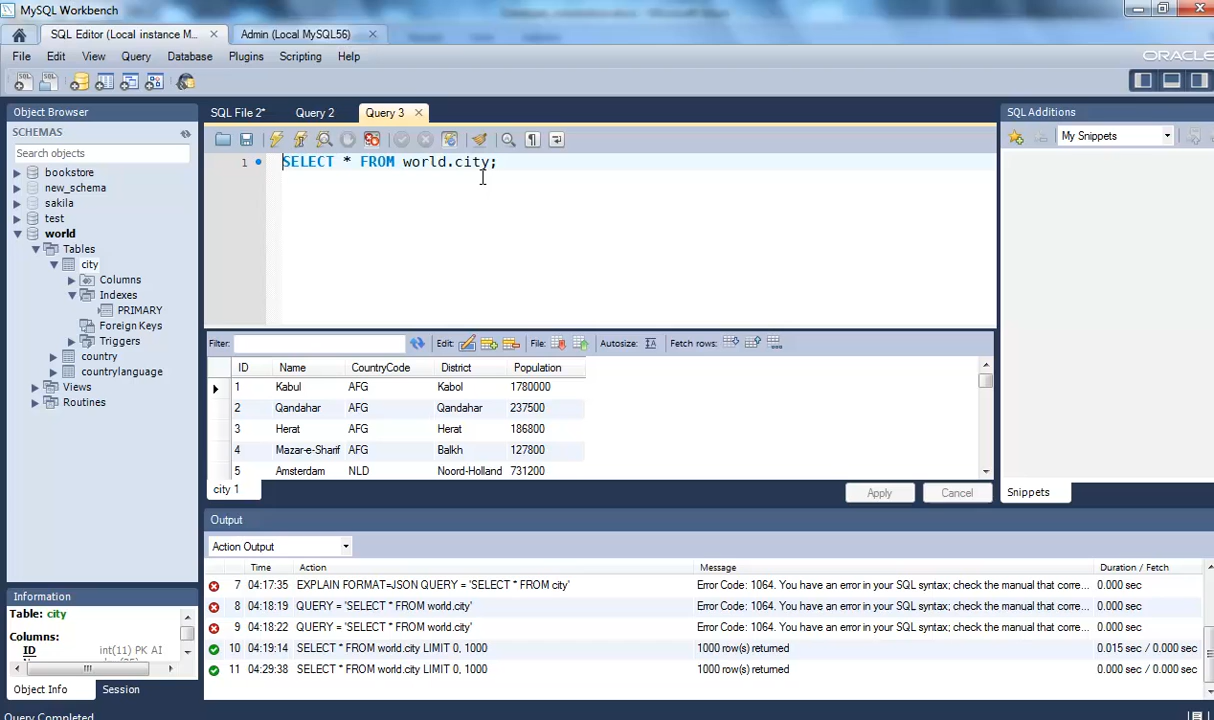 MySQL Workbench
SQL Editor (Local instance M...
Admin (Local MySQL56)
File Edit View Query Database Plugins Scripting Help
ORACLE
Object Browser
SCHEMAS
Search objects
bookstore
new_schema
sakila
test
world
Tables
city
Columns
Indexes
PRIMARY
Foreign Keys
Triggers
country
countrylanguage
Views
Routines
Information
Table: city
Columns:
ID int(11) PK AI
Object Info Session
Query Completed
SQL File 2* Query 2 Query 3
1 SELECT * FROM world.city;
Filter: Edit: File: Autosize: Fetch rows:
ID Name CountryCode District Population
1 Kabul AFG Kabol 1780000
2 Qandahar AFG Qandahar 237500
3 Herat AFG Herat 186800
4 Mazar-e-Sharif AFG Balkh 127800
5 Amsterdam NLD Noord-Holland 731200
city 1
Apply Cancel
SQL Additions
My Snippets
Snippets
Output
Action Output
Time Action Message Duration / Fetch
7 04:17:35 EXPLAIN FORMAT=JSON QUERY = 'SELECT * FROM city' Error Code: 1064. You have an error in your SQL syntax; check the manual that corre... 0.000 sec
8 04:18:19 QUERY = 'SELECT * FROM world.city' Error Code: 1064. You have an error in your SQL syntax; check the manual that corre... 0.000 sec
9 04:18:22 QUERY = 'SELECT * FROM world.city' Error Code: 1064. You have an error in your SQL syntax; check the manual that corre... 0.000 sec
10 04:19:14 SELECT * FROM world.city LIMIT 0, 1000 1000 row(s) returned 0.015 sec / 0.000 sec
11 04:29:38 SELECT * FROM world.city LIMIT 0, 1000 1000 row(s) returned 0.000 sec / 0.000 sec